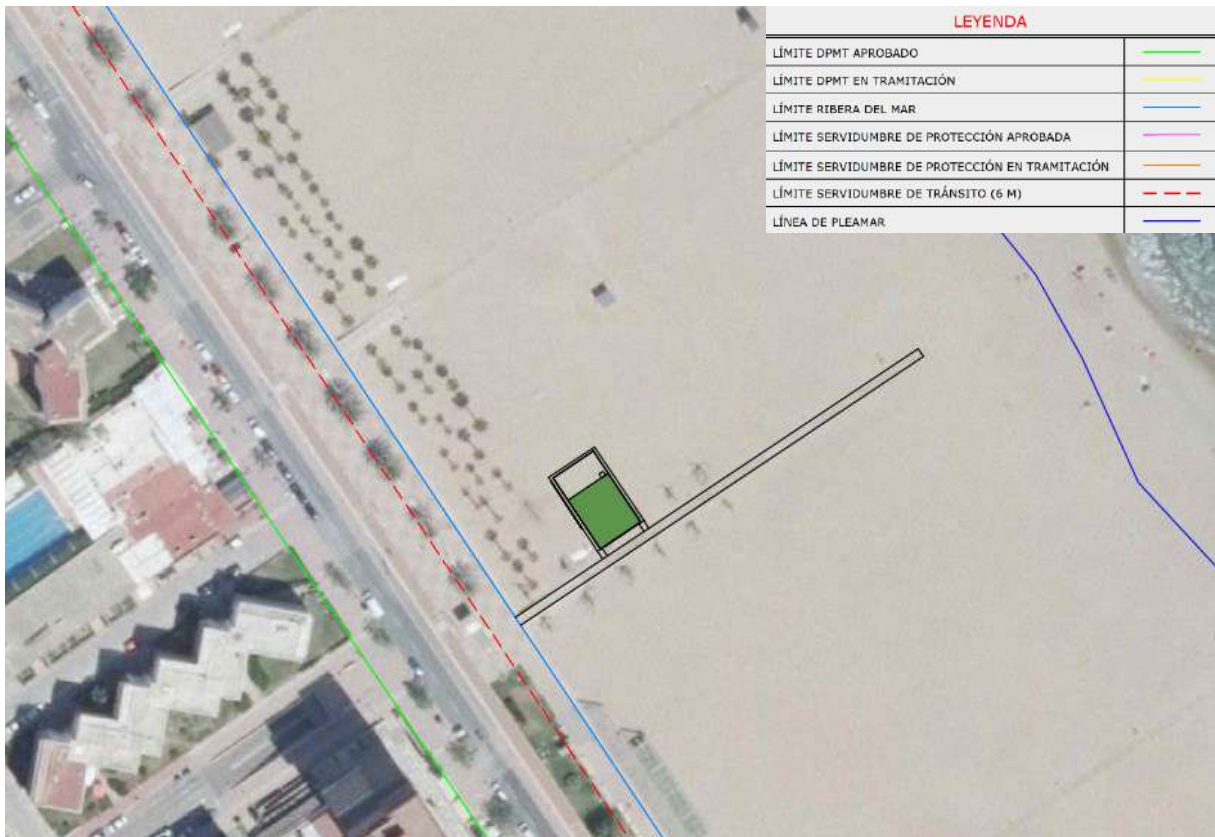 LEYENDA
LÍMITE DPMT APROBADO
LÍMITE DPMT EN TRAMITACIÓN
LÍMITE RIBERA DEL MAR
LÍMITE SERVIDUMBRE DE PROTECCIÓN APROBADA
LÍMITE SERVIDUMBRE DE PROTECCIÓN EN TRAMITACIÓN
LÍMITE SERVIDUMBRE DE TRÁNSITO (6 M)
LÍNEA DE PLEAMAR